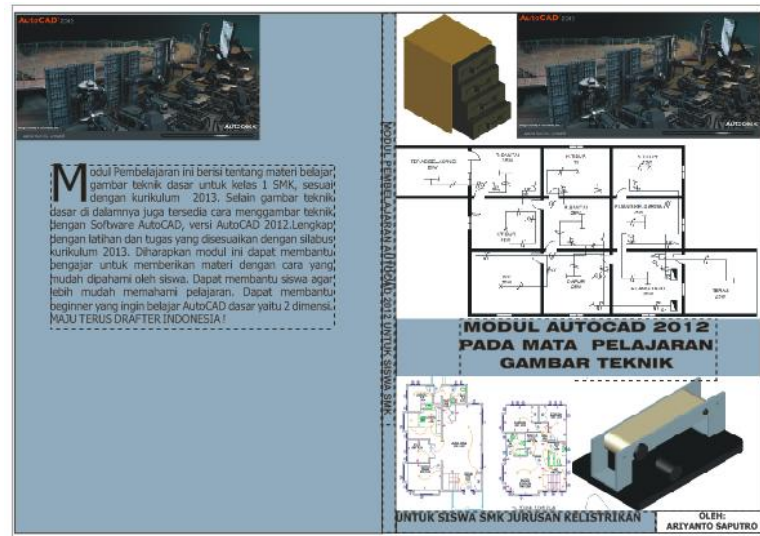 AutoCAD 2012
AUTODESK
Modul Pembelajaran ini berisi tentang materi belajar
gambar teknik dasar untuk kelas 1 SMK, sesuai
dengan kurikulum 2013. Selain gambar teknik
dasar di dalamnya juga tersedia cara menggambar teknik
dengan Software AutoCAD, versi AutoCAD 2012.Lengkap
dengan latihan dan tugas yang disesuaikan dengan silabus
kurikulum 2013. Diharapkan modul ini dapat membantu
pengajar untuk memberikan materi dengan cara yang
mudah dipahami oleh siswa. Dapat membantu siswa agar
lebih mudah memahami pelajaran. Dapat membantu
beginner yang ingin belajar AutoCAD dasar yaitu 2 dimensi.
MAJU TERUS DRAFTER INDONESIA !
MODUL PEMBELAJARAN AUTOCAD 2012 UNTUK SISWA SMK
AutoCAD 2012
AUTODESK
MODUL AUTOCAD 2012
PADA MATA PELAJARAN
GAMBAR TEKNIK
UNTUK SISWA SMK JURUSAN KELISTRIKAN
OLEH:
ARIYANTO SAPUTRO